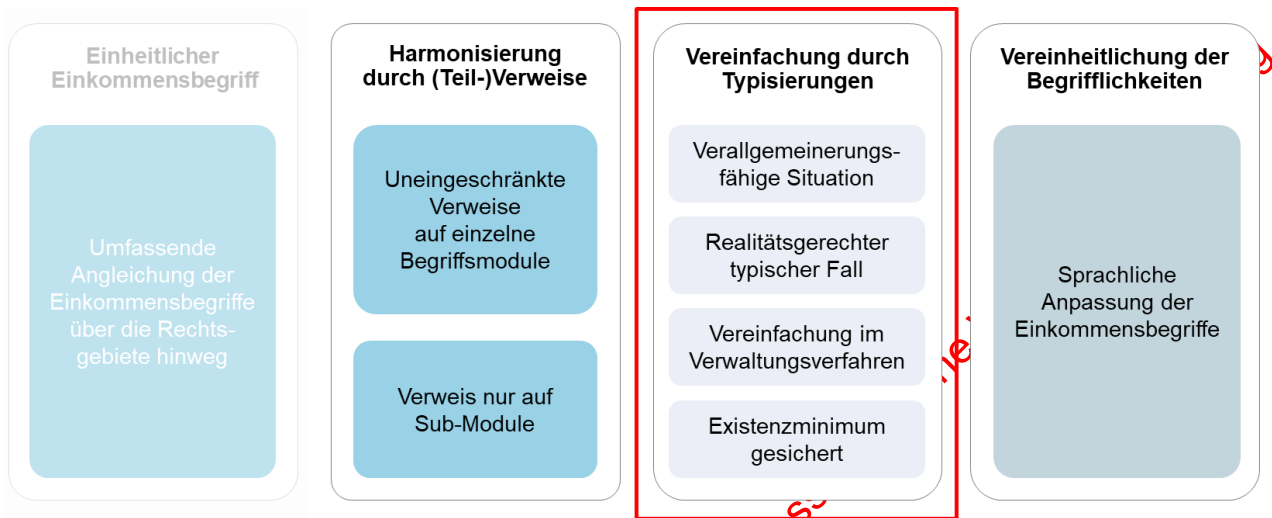 Einheitlicher
Einkommensbegriff
Umfassende
Angleichung der
Einkommensbegriffe
über die Rechts-
gebiete hinweg
Harmonisierung
durch (Teil-)Verweise
Uneingeschränkte
Verweise
auf einzelne
Begriffsmodule
Verweis nur auf
Sub-Module
Vereinfachung durch
Typisierungen
Verallgemeinerungs-
fähige Situation
Realitätsgerechter
typischer Fall
Vereinfachung im
Verwaltungsverfahren
Existenzminimum
gesichert
Vereinheitlichung der
Begrifflichkeiten
Sprachliche
Anpassung der
Einkommensbegriffe